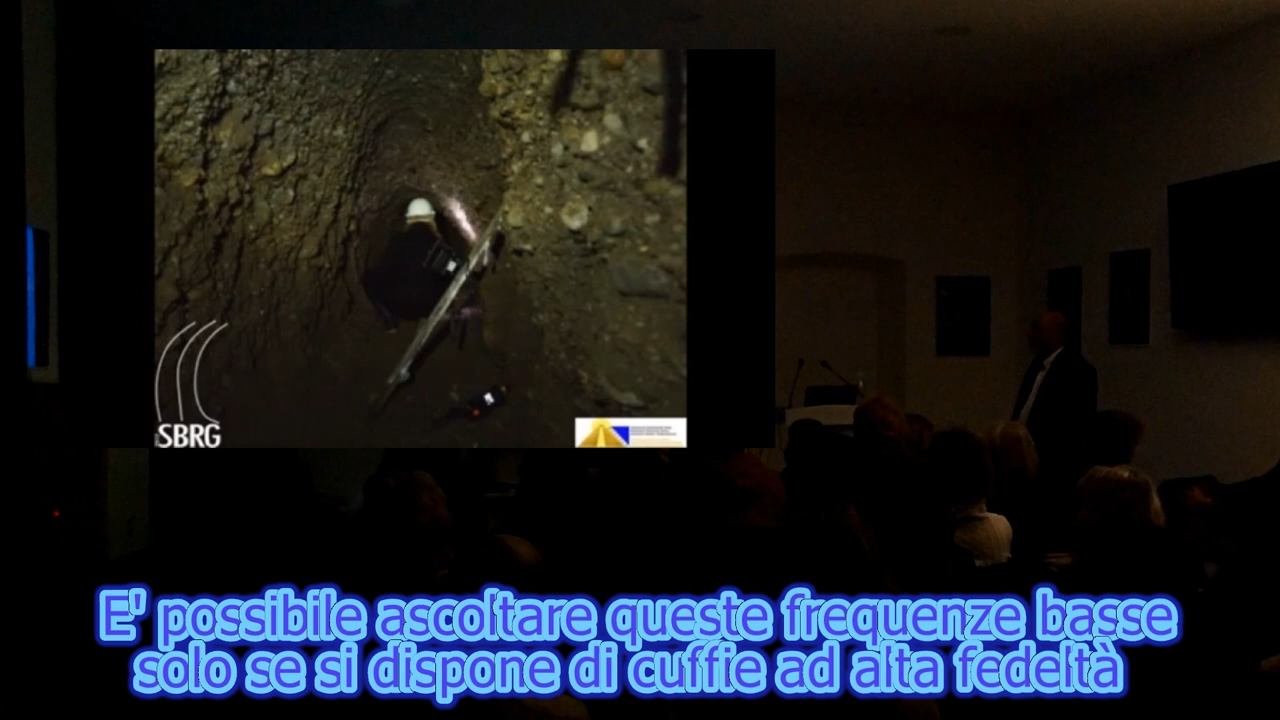 SBRG
E' possibile ascoltare queste frequenze basse
solo se si dispone di cuffie ad alta fedeltà